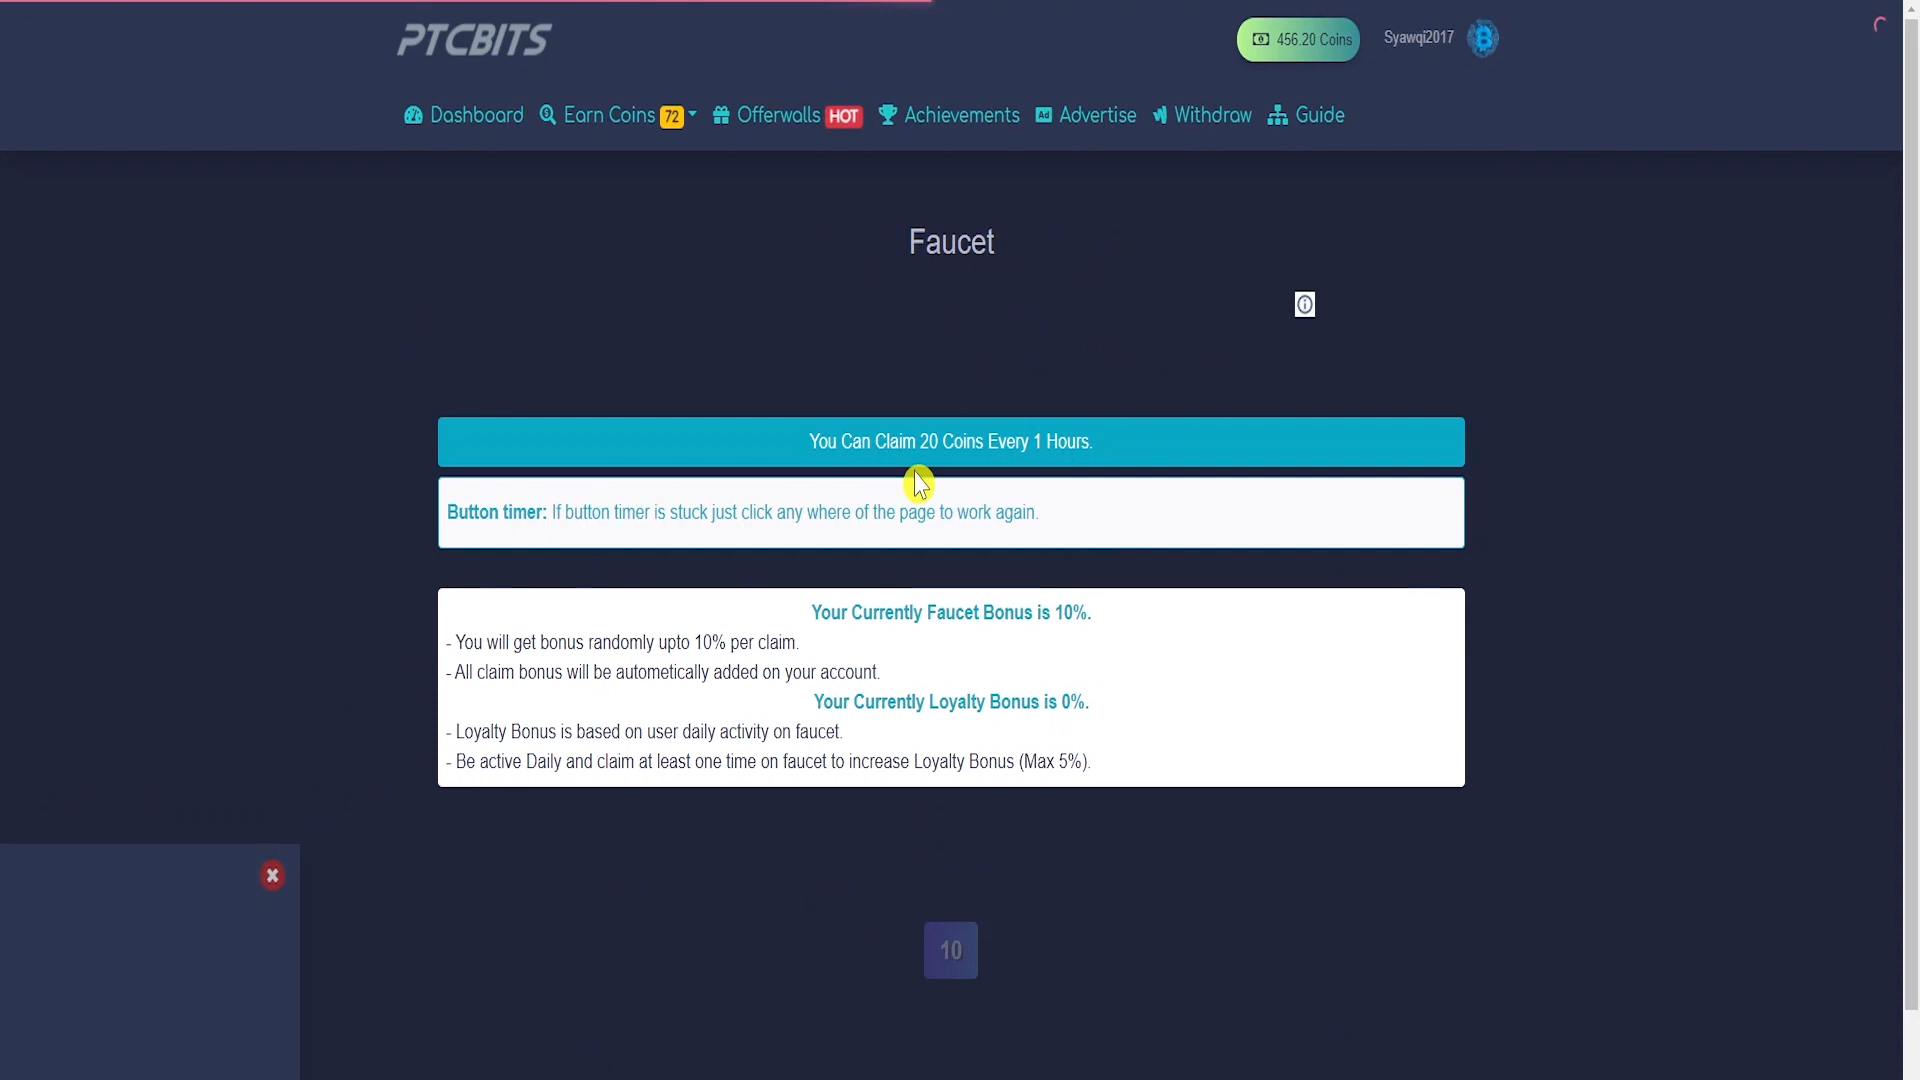 PTCBITS
456.20 Coins
Syawqi2017
Dashboard
Earn Coins 72
Offerwalls HOT
Achievements
Ad Advertise
Withdraw
Guide
Faucet
You Can Claim 20 Coins Every 1 Hours.
Button timer: If button timer is stuck just click any where of the page to work again.
Your Currently Faucet Bonus is 10%.
- You will get bonus randomly upto 10% per claim.
- All claim bonus will be autometically added on your account.
Your Currently Loyalty Bonus is 0%.
- Loyalty Bonus is based on user daily activity on faucet.
- Be active Daily and claim at least one time on faucet to increase Loyalty Bonus (Max 5%).
10